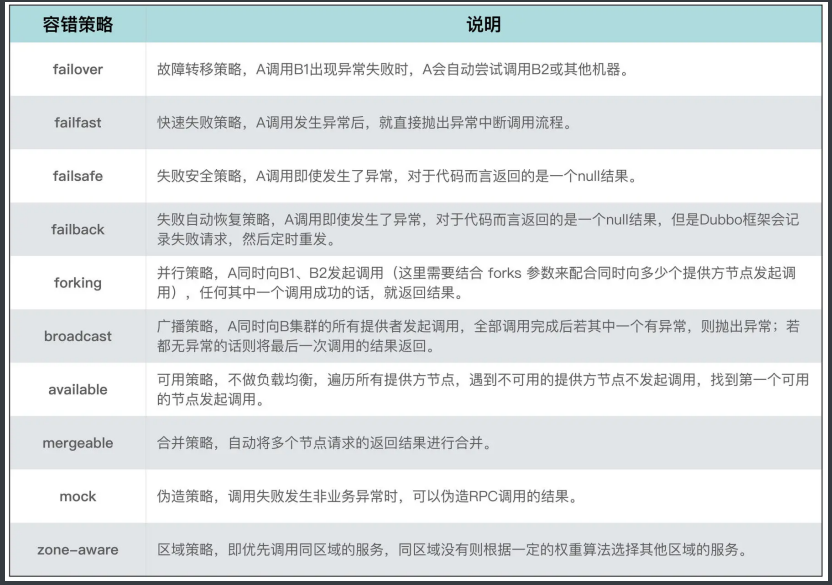 容错策略 说明
failover 故障转移策略，A调用B1出现异常失败时，A会自动尝试调用B2或其他机器。
failfast 快速失败策略，A调用发生异常后，就直接抛出异常中断调用流程。
failsafe 失败安全策略，A调用即使发生了异常，对于代码而言返回的是一个null结果。
failback 失败自动恢复策略，A调用即使发生了异常，对于代码而言返回的是一个null结果，但是Dubbo框架会记
录失败请求，然后定时重发。
forking 并行策略，A同时向B1、B2发起调用（这里需要结合 forks 参数来配合同时向多少个提供方节点发起调
用），任何其中一个调用成功的话，就返回结果。
broadcast 广播策略，A同时向B集群的所有提供者发起调用，全部调用完成后若其中一个有异常，则抛出异常；若
都无异常的话则将最后一次调用的结果返回。
available 可用策略，不做负载均衡，遍历所有提供方节点，遇到不可用的提供方节点不发起调用，找到第一个可用
的节点发起调用。
mergeable 合并策略，自动将多个节点请求的返回结果进行合并。
mock 伪造策略，调用失败发生非业务异常时，可以伪造RPC调用的结果。
zone-aware 区域策略，即优先调用同区域的服务，同区域没有则根据一定的权重算法选择其他区域的服务。